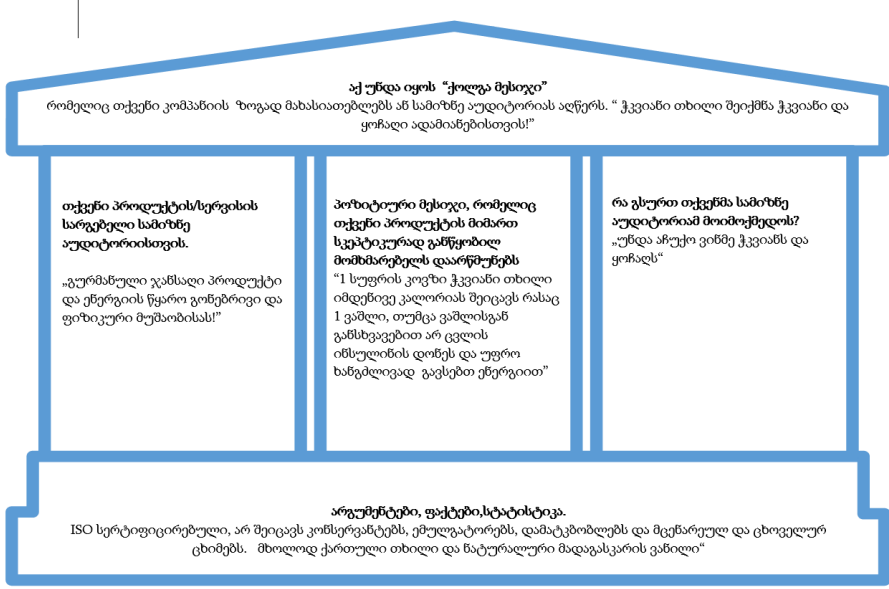 აქ უნდა იყოს “ქოლგა მესიჯი”
რომელიც თქვენი კომპანიის ზოგად მახასიათებლებს ან სამიზნე აუდიტორიას აღწერს. “ ჭკვიანი თხილი შეიქმნა ჭკვიანი და
ყოჩაღი ადამიანებისთვის!”
თქვენი პროდუქტის/სერვისის
სარგებელი სამიზნე
აუდიტორიისთვის.
„გურმანული ჯანსაღი პროდუქტი
და ენერგიის წყარო გონებრივი და
ფიზიკური მუშაობისას!”
პოზიტიური მესიჯი, რომელიც
თქვენი პროდუქტის მიმართ
სკეპტიკურად განწყობილ
მომხმარებელს დაარწმუნებს
“1 სუფრის კოვზი ჭკვიანი თხილი
იმდენივე კალორიას შეიცავს რასაც
1 ვაშლი, თუმცა ვაშლისგან
განსხვავებით არ ცვლის
ინსულინის დონეს და უფრო
ხანგძლივად გავსებთ ენერგიით”
რა გსურთ თქვენმა სამიზნე
აუდიტორიამ მოიმოქმედოს?
„უნდა აჩუქო ვინმე ჭკვიანს და
ყოჩაღს“
არგუმენტები, ფაქტები,სტატისტიკა.
ISO სერტიფიცირებული, არ შეიცავს კონსერვანტებს, ემულგატორებს, დამატკბობლებს და მცენარეულ და ცხოველურ
ცხიმებს. მხოლოდ ქართული თხილი და ნატურალური მადაგასკარის ვანილი“